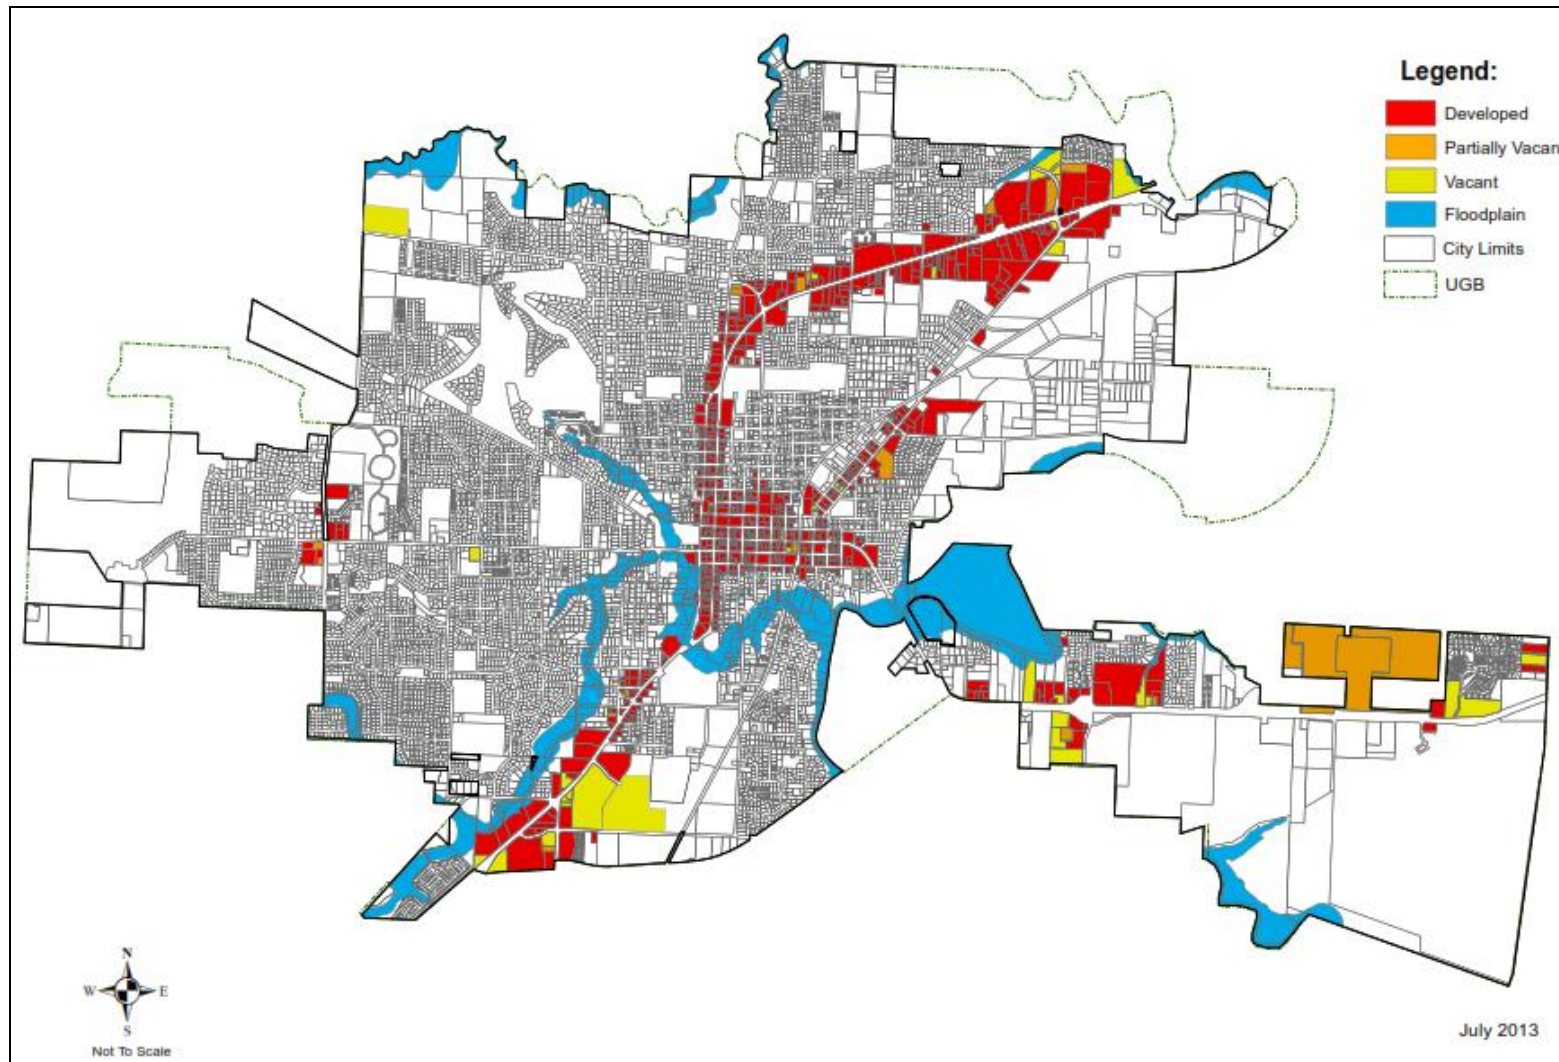 Legend:
Developed
Partially Vacan
Vacant
Floodplain
City Limits
UGB
N
W E
S
Not To Scale
July 2013